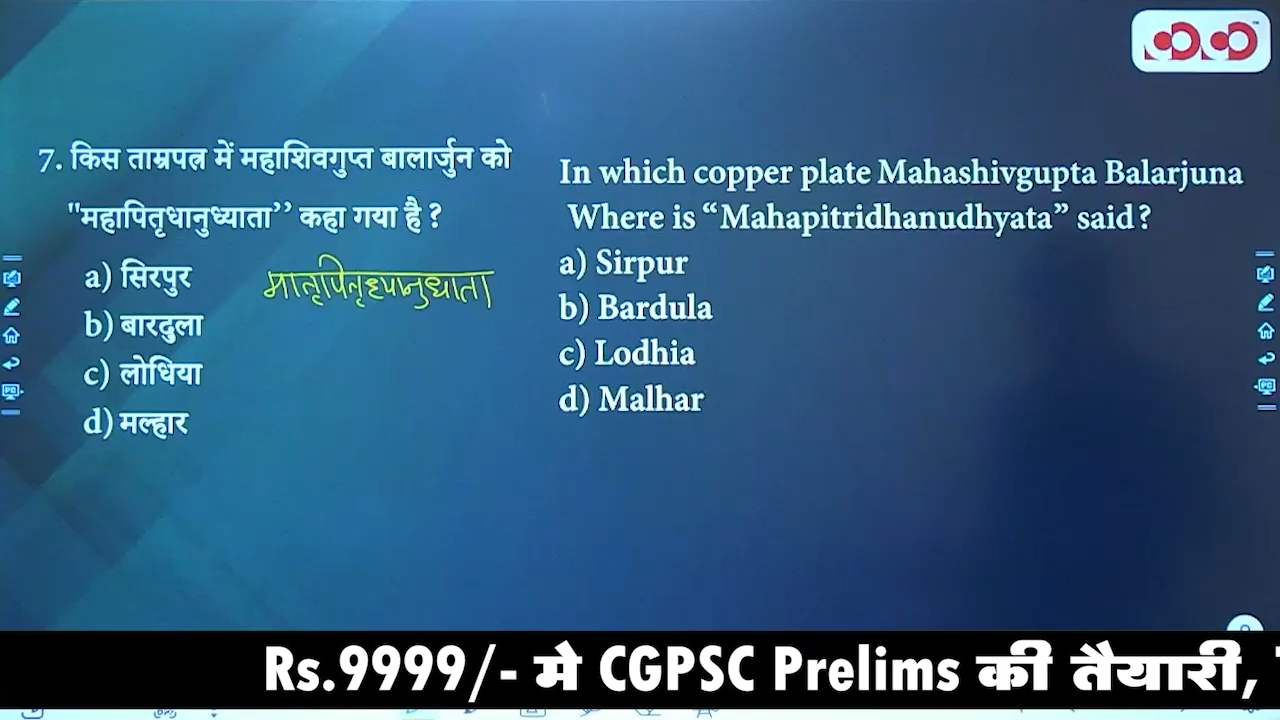 7. किस ताम्रपत्र में महाशिवगुप्त बालार्जुन को
"महापितृधानुध्याता’’ कहा गया है ?
a) सिरपुर
b) बारदुला
c) लोधिया
d) मल्हार
In which copper plate Mahashivgupta Balarjuna
Where is “Mahapitridhanudhyata” said?
a) Sirpur
b) Bardula
c) Lodhia
d) Malhar
Rs.9999/- मे CGPSC Prelims की तैयारी,